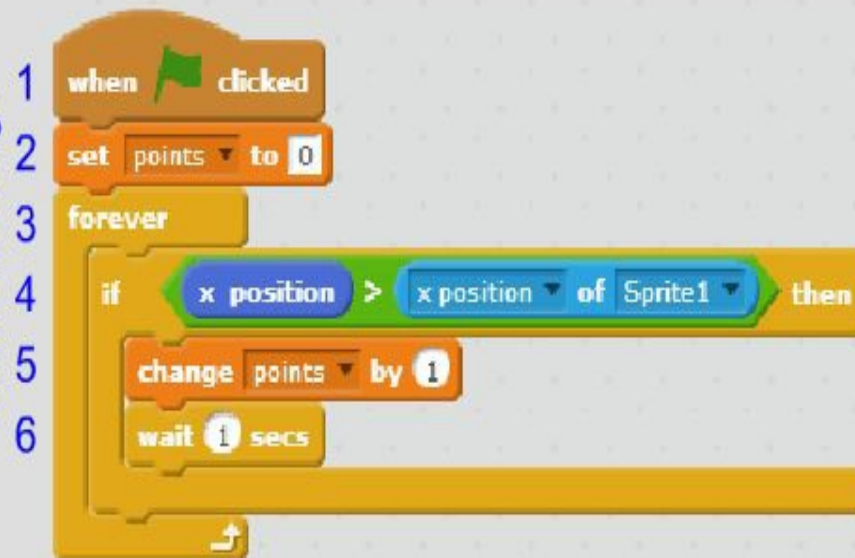 1 when clicked
2 set points to 0
3 forever
4 if x position > x position of Sprite1 then
5 change points by 1
6 wait 1 secs